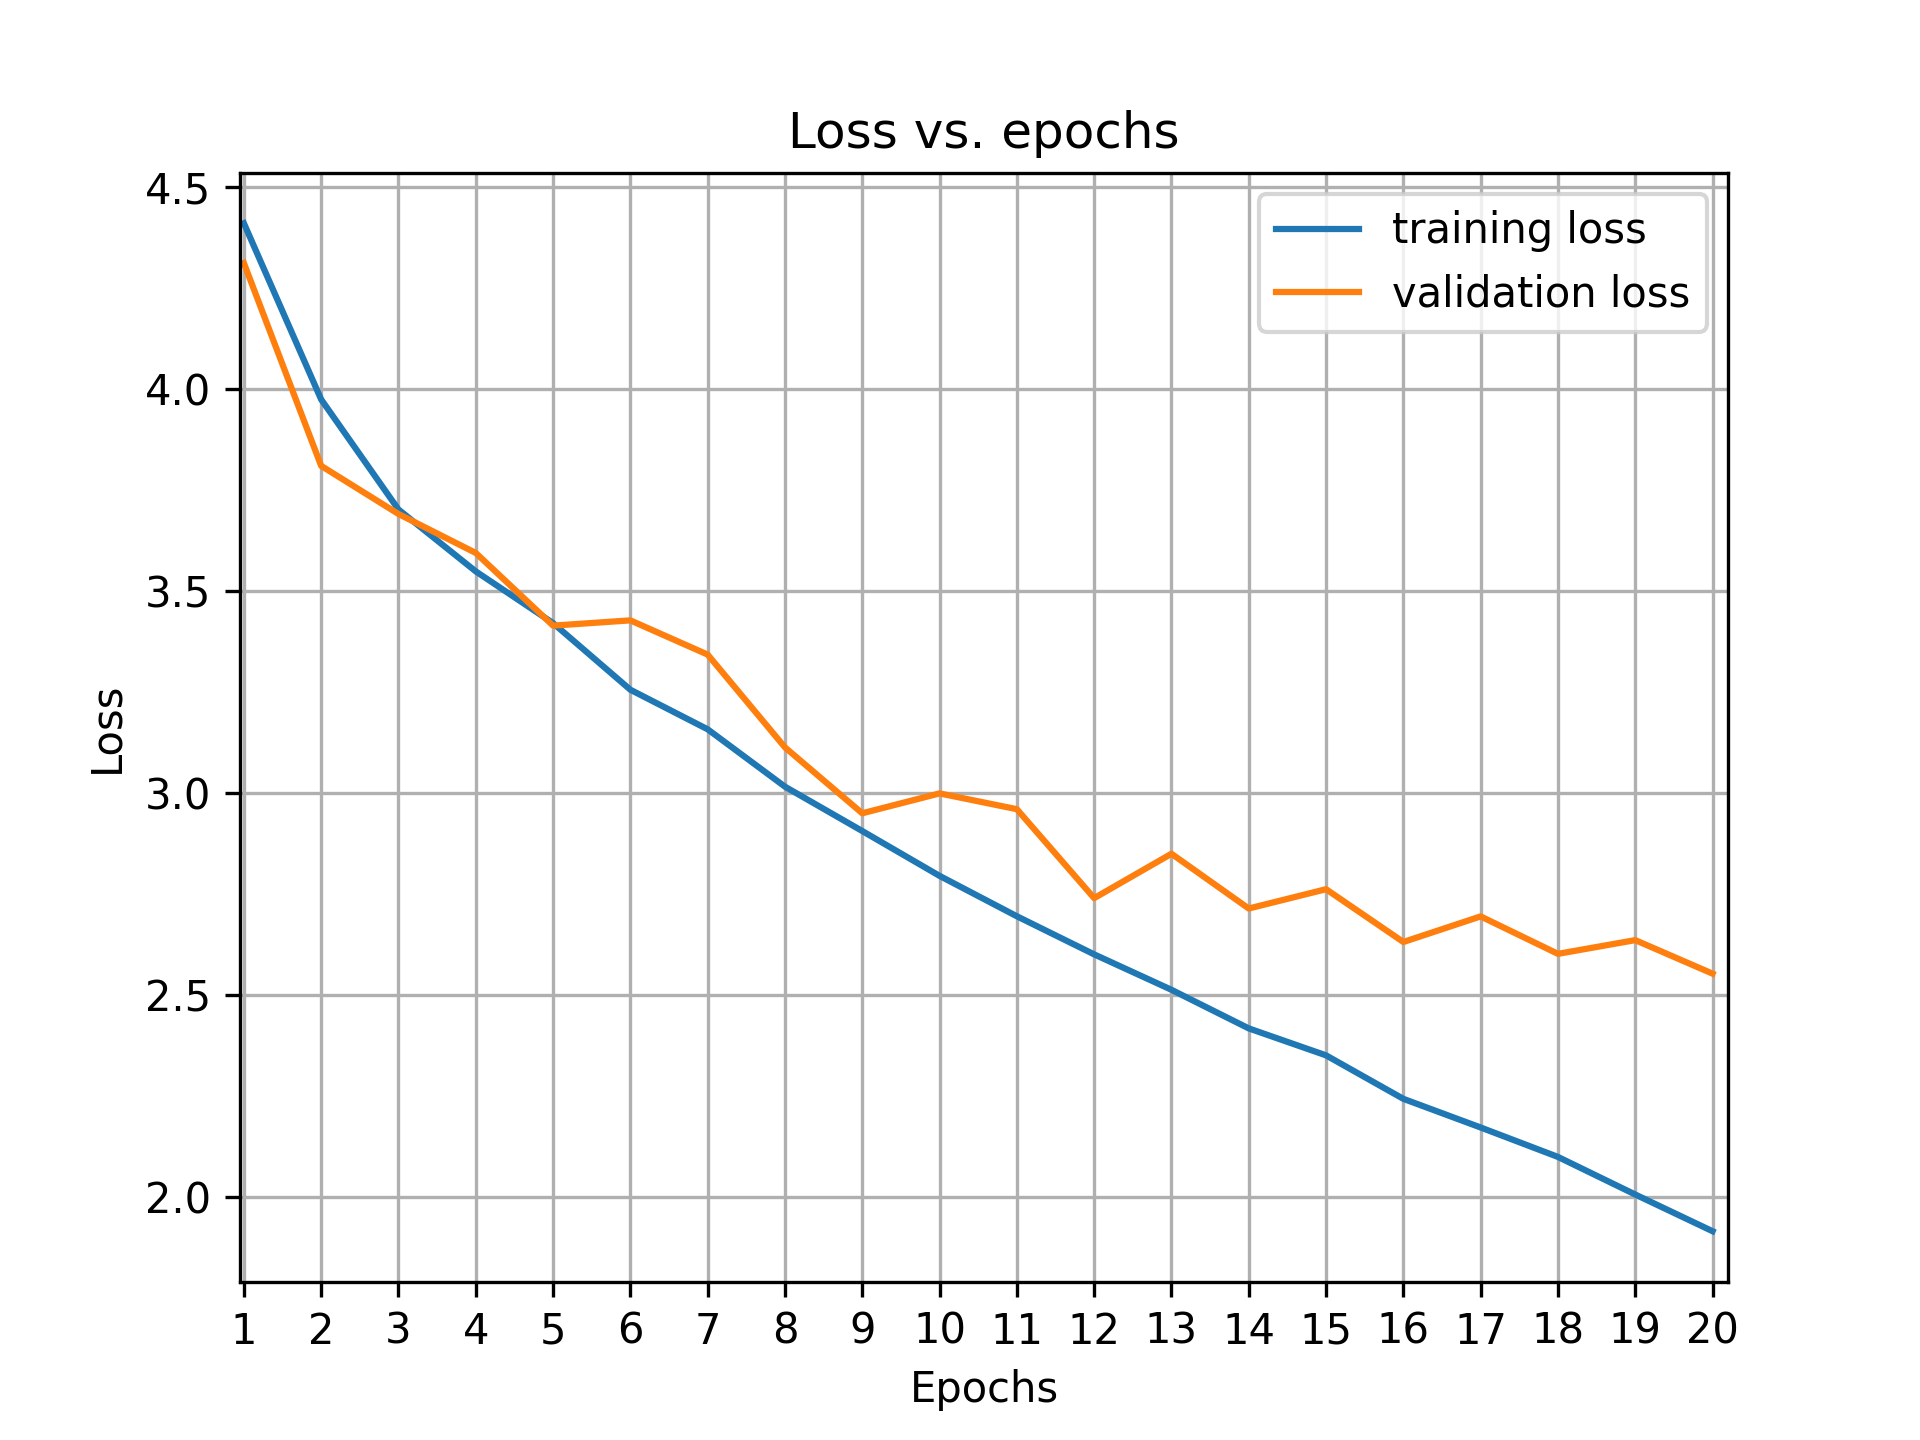 Loss vs. epochs
4.5
4.0
3.5
3.0
2.5
2.0
Loss
training loss
validation loss
1 2 3 4 5 6 7 8 9 10 11 12 13 14 15 16 17 18 19 20
Epochs